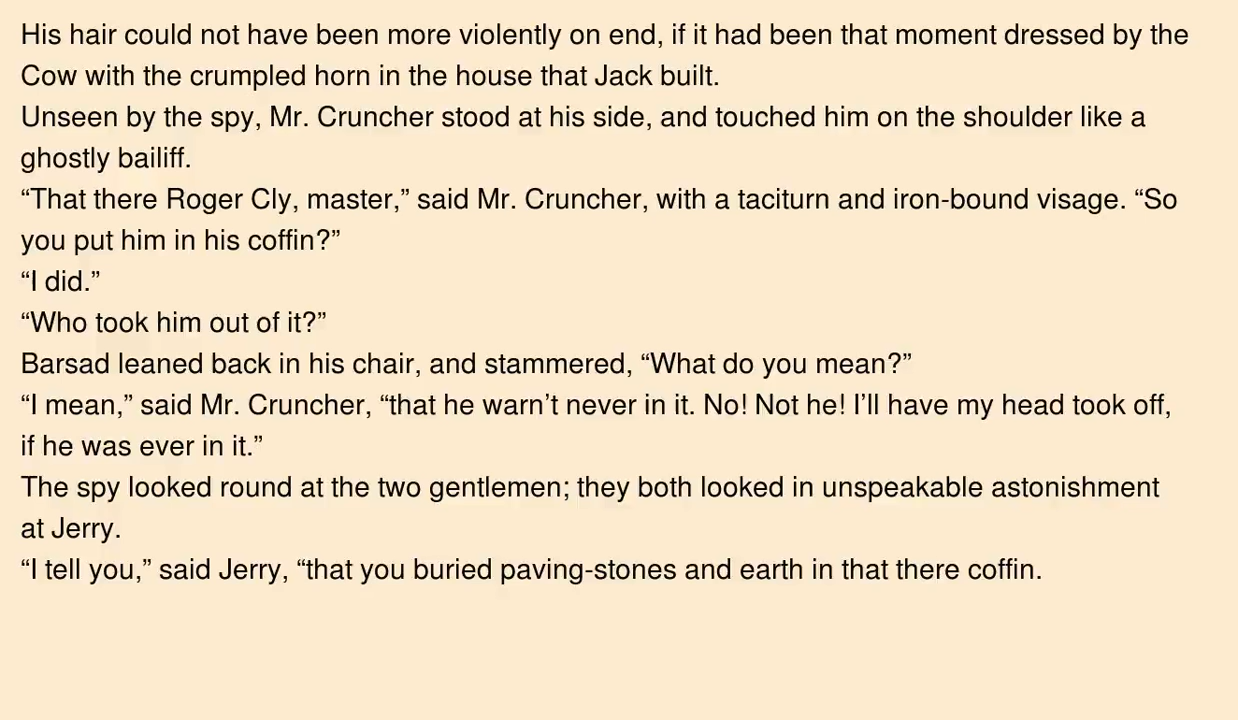 His hair could not have been more violently on end, if it had been that moment dressed by the
Cow with the crumpled horn in the house that Jack built.
Unseen by the spy, Mr. Cruncher stood at his side, and touched him on the shoulder like a
ghostly bailiff.
“That there Roger Cly, master,” said Mr. Cruncher, with a taciturn and iron-bound visage. “So
you put him in his coffin?”
“I did.”
“Who took him out of it?”
Barsad leaned back in his chair, and stammered, “What do you mean?”
“I mean,” said Mr. Cruncher, “that he warn’t never in it. No! Not he! I’ll have my head took off,
if he was ever in it.”
The spy looked round at the two gentlemen; they both looked in unspeakable astonishment
at Jerry.
“I tell you,” said Jerry, “that you buried paving-stones and earth in that there coffin.